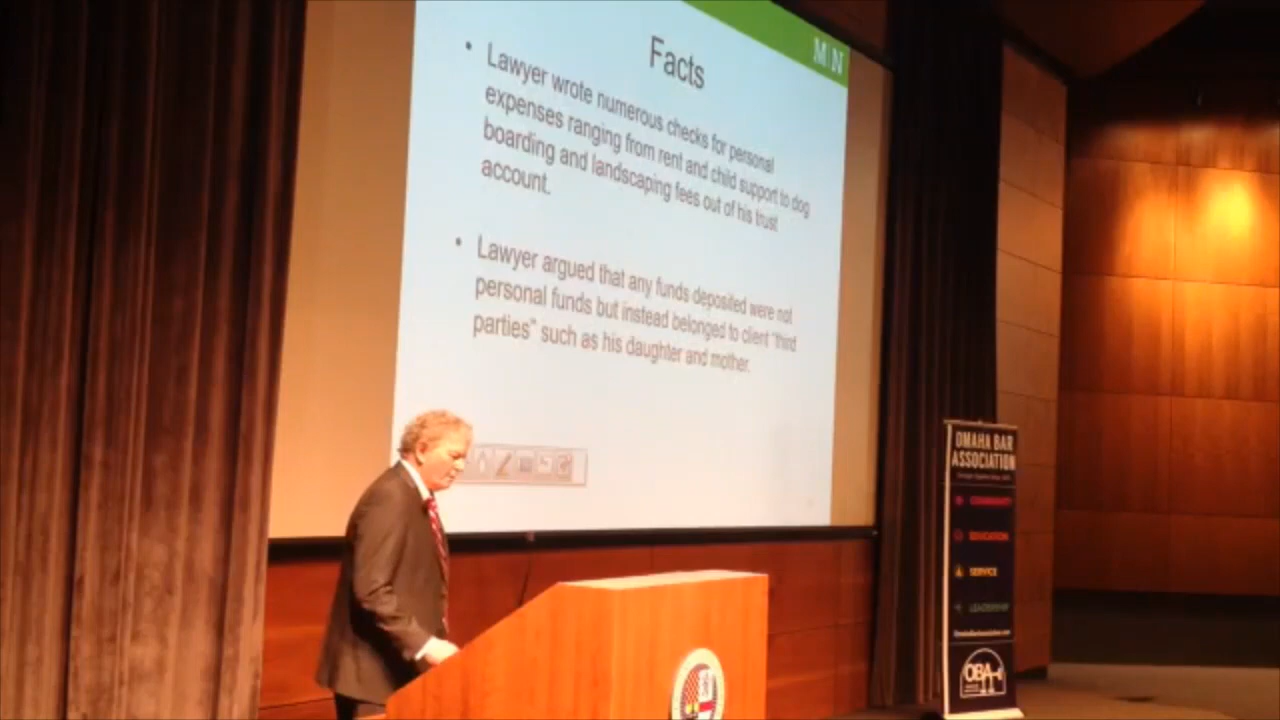 M|N
Facts
• Lawyer wrote numerous checks for personal
expenses ranging from rent and child support to dog
boarding and landscaping fees out of his trust
account.
• Lawyer argued that any funds deposited were not
personal funds but instead belonged to client "third
parties" such as his daughter and mother.
OMAHA BAR
ASSOCIATION
COMMUNITY
EDUCATION
SERVICE
LEADERSHIP
OBA